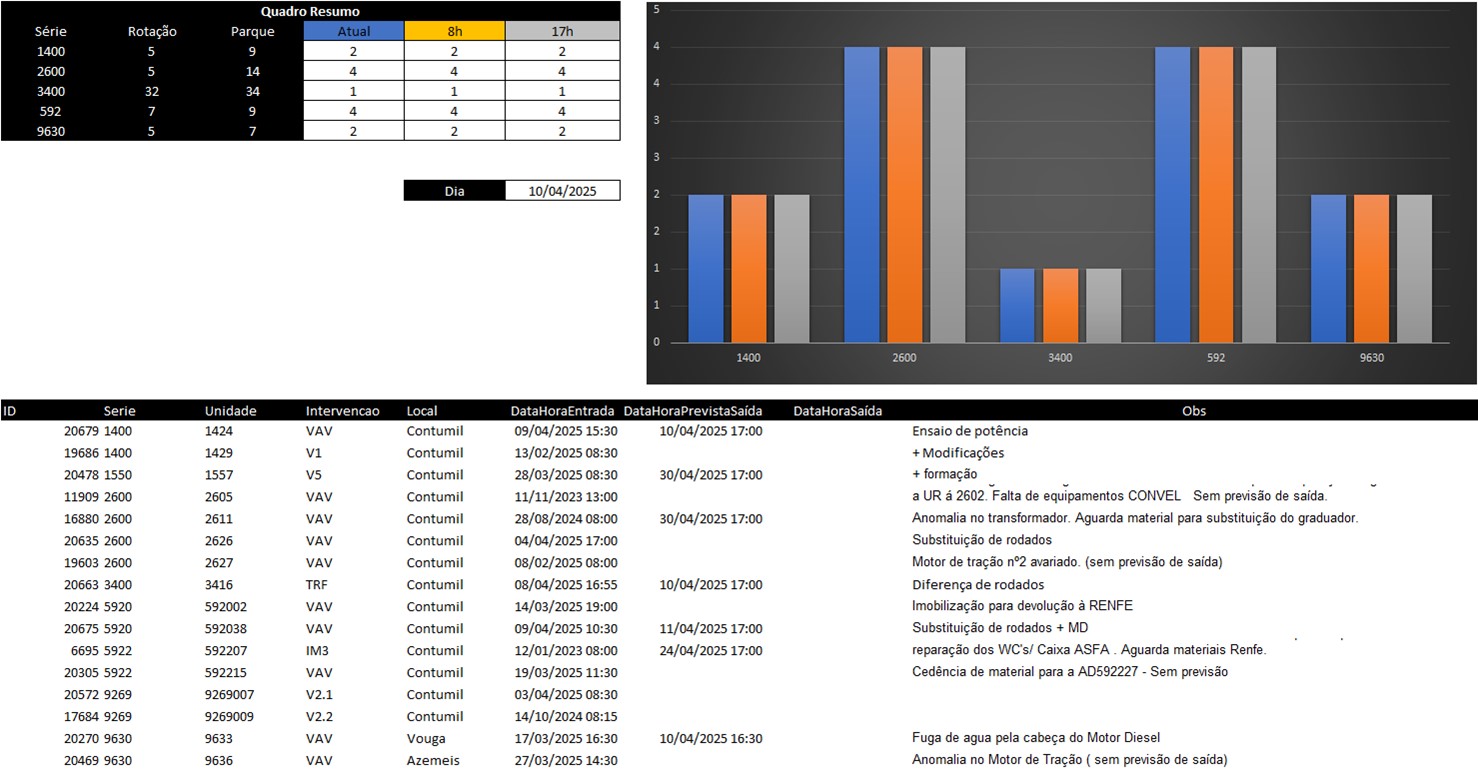 Quadro Resumo
Série Rotação Parque Atual 8h 17h
1400 5 9 2 2 2
2600 5 14 4 4 4
3400 32 34 1 1 1
592 7 9 4 4 4
9630 5 7 2 2 2
Dia 10/04/2025
5
4
4
3
3
2
2
1
1
0
1400 2600 3400 592 9630
ID Serie Unidade Intervencao Local DataHoraEntrada DataHoraPrevistaSaída DataHoraSaída Obs
20679 1400 1424 VAV Contumil 09/04/2025 15:30 10/04/2025 17:00 Ensaio de potência
19686 1400 1429 V1 Contumil 13/02/2025 08:30 + Modificações
20478 1550 1557 V5 Contumil 28/03/2025 08:30 30/04/2025 17:00 + formação
11909 2600 2605 VAV Contumil 11/11/2023 13:00 a UR á 2602. Falta de equipamentos CONVEL Sem previsão de saída.
16880 2600 2611 VAV Contumil 28/08/2024 08:00 30/04/2025 17:00 Anomalia no transformador. Aguarda material para substituição do graduador.
20635 2600 2626 VAV Contumil 04/04/2025 17:00 Substituição de rodados
19603 2600 2627 VAV Contumil 08/02/2025 08:00 Motor de tração nº2 avariado. (sem previsão de saída)
20663 3400 3416 TRF Contumil 08/04/2025 16:55 10/04/2025 17:00 Diferença de rodados
20224 5920 592002 VAV Contumil 14/03/2025 19:00 Imobilização para devolução à RENFE
20675 5920 592038 VAV Contumil 09/04/2025 10:30 11/04/2025 17:00 Substituição de rodados + MD
6695 5922 592207 IM3 Contumil 12/01/2023 08:00 24/04/2025 17:00 reparação dos WC's/ Caixa ASFA . Aguarda materiais Renfe.
20305 5922 592215 VAV Contumil 19/03/2025 11:30 Cedência de material para a AD592227 - Sem previsão
20572 9269 9269007 V2.1 Contumil 03/04/2025 08:30
17684 9269 9269009 V2.2 Contumil 14/10/2024 08:15
20270 9630 9633 VAV Vouga 17/03/2025 16:30 10/04/2025 16:30 Fuga de agua pela cabeça do Motor Diesel
20469 9630 9636 VAV Azemeis 27/03/2025 14:30 Anomalia no Motor de Tração ( sem previsão de saída)